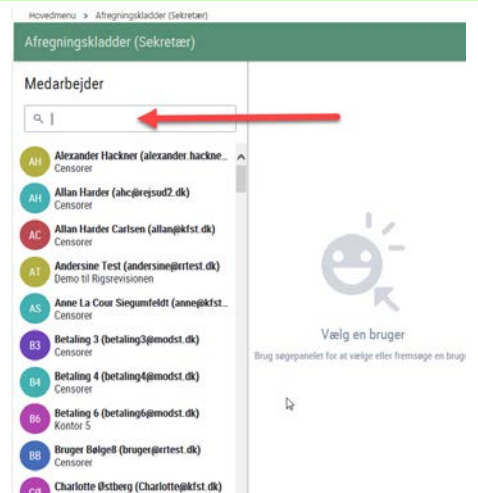 Hovedmenu > Afregningskladder (Sekretær)
Afregningskladder (Sekretær)
Medarbejder
AH Alexander Hackner (alexander.hackne...
Censorer
AH Allan Harder (ahc@rejsud2.dk)
Censorer
AC Allan Harder Carlsen (allan@kfst.dk)
Censorer
AT Andersine Test (andersine@rrtest.dk)
Demo til Rigsrevisionen
AS Anne La Cour Siegumfeldt (anne@kfst...
Censorer
B3 Betaling 3 (betaling3@modst.dk)
Censorer
B4 Betaling 4 (betaling4@modst.dk)
Censorer
B6 Betaling 6 (betaling6@modst.dk)
Kontor 5
BB Bruger Bølge8 (bruger@rrtest.dk)
Censorer
CØ Charlotte Østberg (Charlotte@kfst.dk)
Vælg en bruger
Brug søgepanelet for at vælge eller fremsøge en bruge